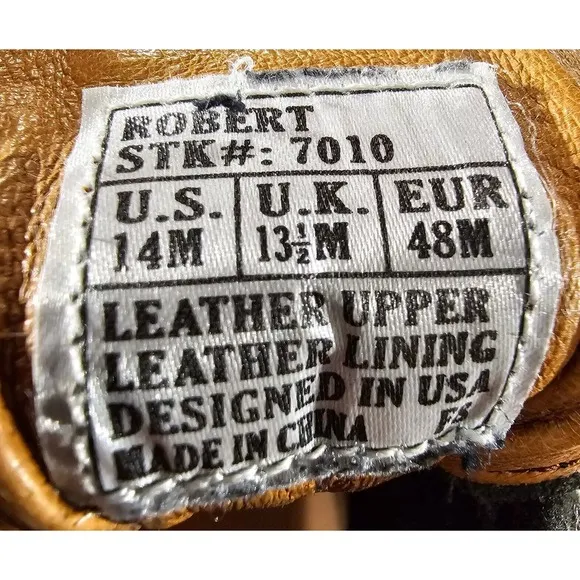 ROBERT
STK#: 7010
U.S. U.K. EUR
14M 13½M 48M
LEATHER UPPER
LEATHER LINING
DESIGNED IN USA
MADE IN CHINA